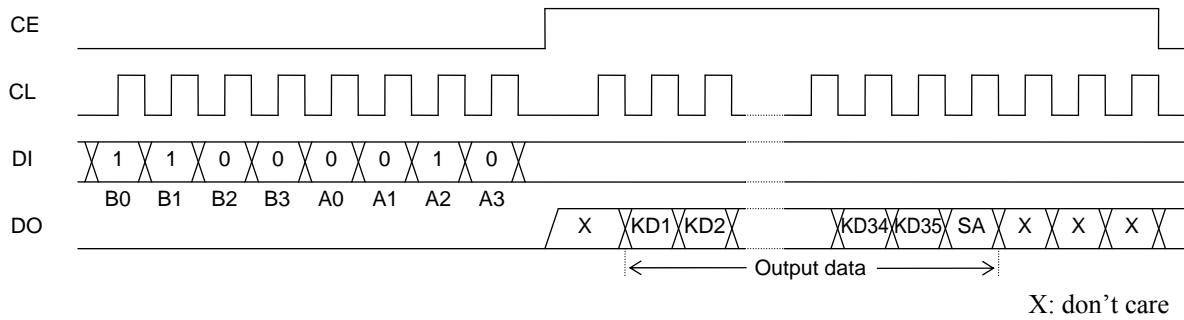 CE
CL
DI 1 1 0 0 0 0 1 0
B0 B1 B2 B3 A0 A1 A2 A3
DO X KD1 KD2 KD34 KD35 SA X X X
Output data
X: don’t care